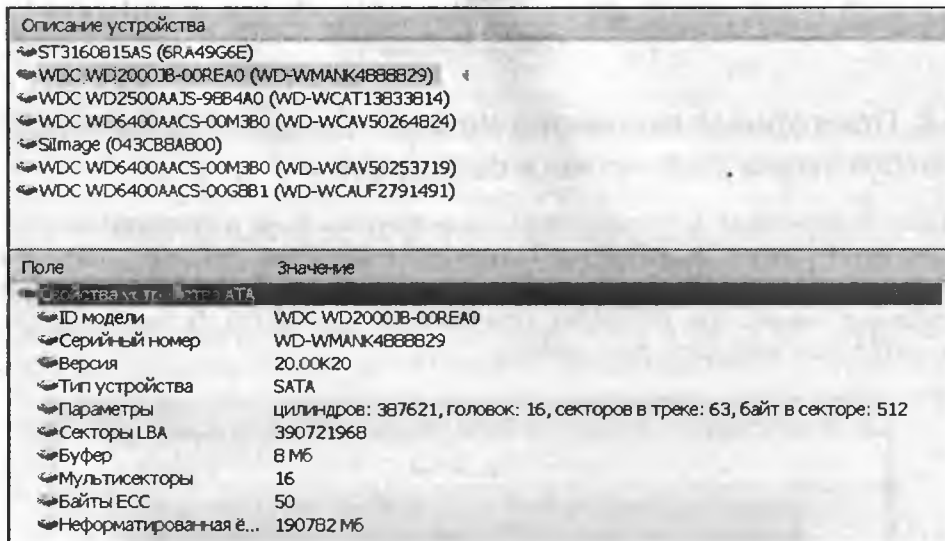 Описание устройства
ST3160815AS (6RA49G6E)
WDC WD2000JB-00REA0 (WD-WMANK4888829)
WDC WD2500AAJS-98B4A0 (WD-WCAT13833814)
WDC WD6400AACS-00M3B0 (WD-WCAV50264824)
SiImage (043CB8AB00)
WDC WD6400AACS-00M3B0 (WD-WCAV50253719)
WDC WD6400AACS-00G8B1 (WD-WCAUF2791491)
Поле Значение
Свойства устройства ATA
ID модели WDC WD2000JB-00REA0
Серийный номер WD-WMANK4888829
Версия 20.00K20
Тип устройства SATA
Параметры цилиндров: 387621, головок: 16, секторов в треке: 63, байт в секторе: 512
Секторы LBA 390721968
Буфер 8 Мб
Мультисекторы 16
Байты ECC 50
Неформатированная ё... 190782 Мб